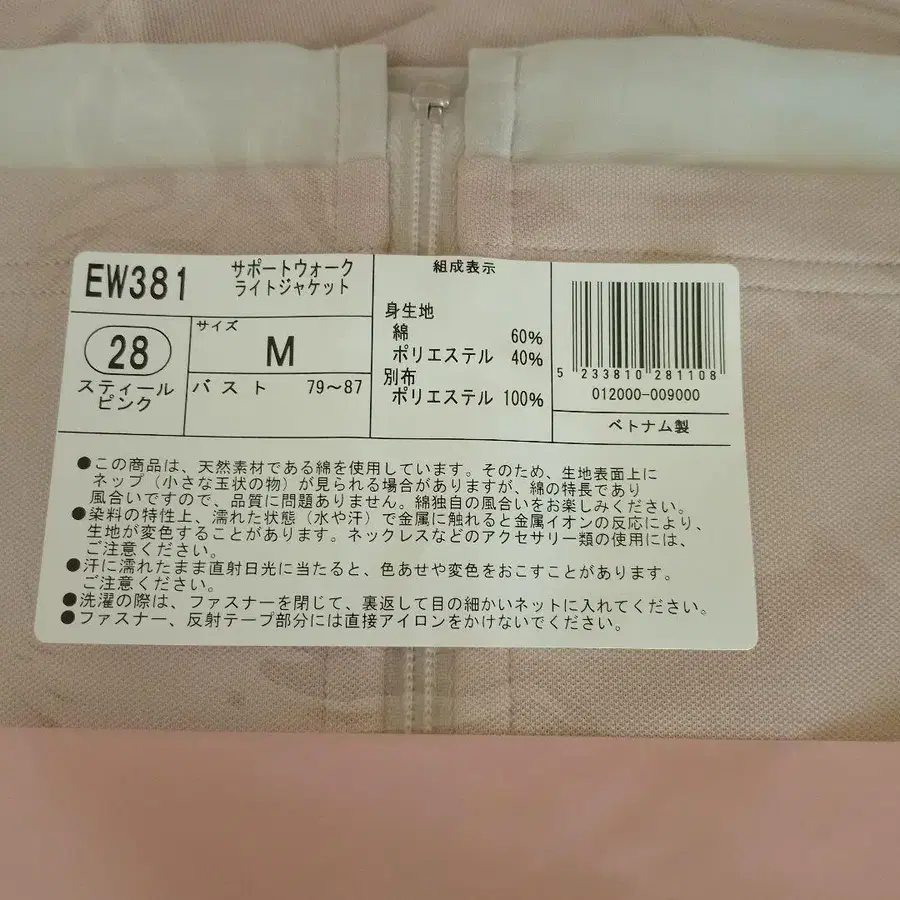 EW381
サポートウォーク
ライトジャケット
28
スティール
ピンク
サイズ
M
バスト 79～87
組成表示
身生地
綿 60%
ポリエステル 40%
別布
ポリエステル 100%
5 233810 281108
012000-009000
ベトナム製
●この商品は、天然素材である綿を使用しています。そのため、生地表面上に
ネップ（小さな玉状の物）が見られる場合がありますが、綿の特長であり
風合いですので、品質に問題ありません。綿独自の風合いをお楽しみください。
●染料の特性上、濡れた状態（水や汗）で金属に触れると金属イオンの反応により、
生地が変色することがあります。ネックレスなどのアクセサリー類の使用には、
ご注意ください。
●汗に濡れたまま直射日光に当たると、色あせや変色をおこすことがあります。
ご注意ください。
●洗濯の際は、ファスナーを閉じて、裏返して目の細かいネットに入れてください。
●ファスナー、反射テープ部分には直接アイロンをかけないでください。